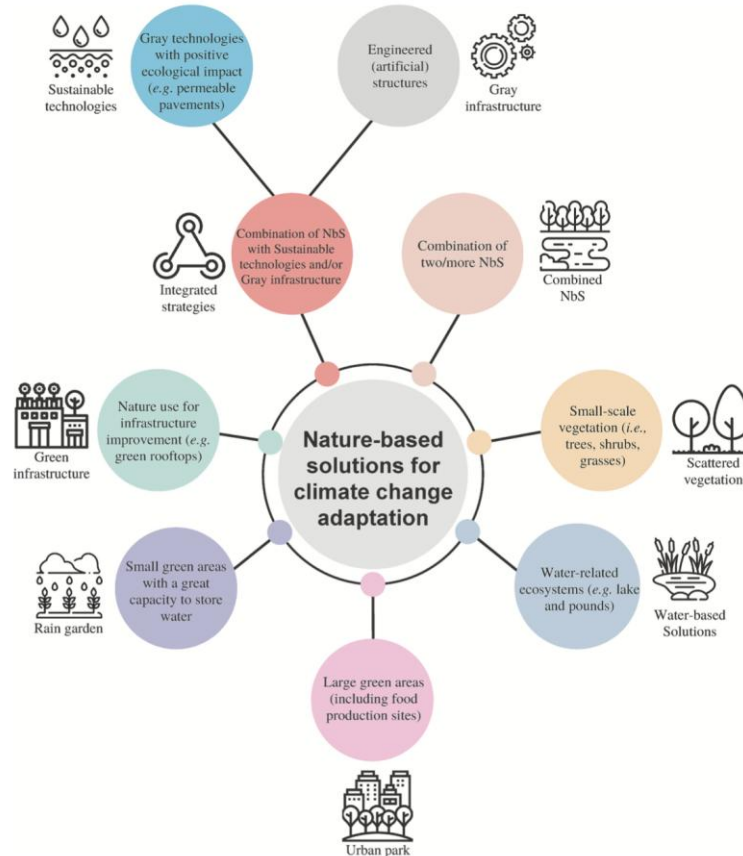 Gray technologies
with positive
ecological impact
(e.g. permeable
pavements)
Sustainable
technologies
Engineered
(artificial)
structures
Gray
infrastructure
Combination of NbS
with Sustainable
technologies and/or
Gray infrastructure
Integrated
strategies
Combination of
two/more NbS
Combined
NbS
Nature use for
infrastructure
improvement (e.g.
green rooftops)
Green
infrastructure
Nature-based
solutions for
climate change
adaptation
Small-scale
vegetation (i.e.,
trees, shrubs,
grasses)
Scattered
vegetation
Small green areas
with a great
capacity to store
water
Rain garden
Water-related
ecosystems (e.g. lake
and pounds)
Water-based
Solutions
Large green areas
(including food
production sites)
Urban park